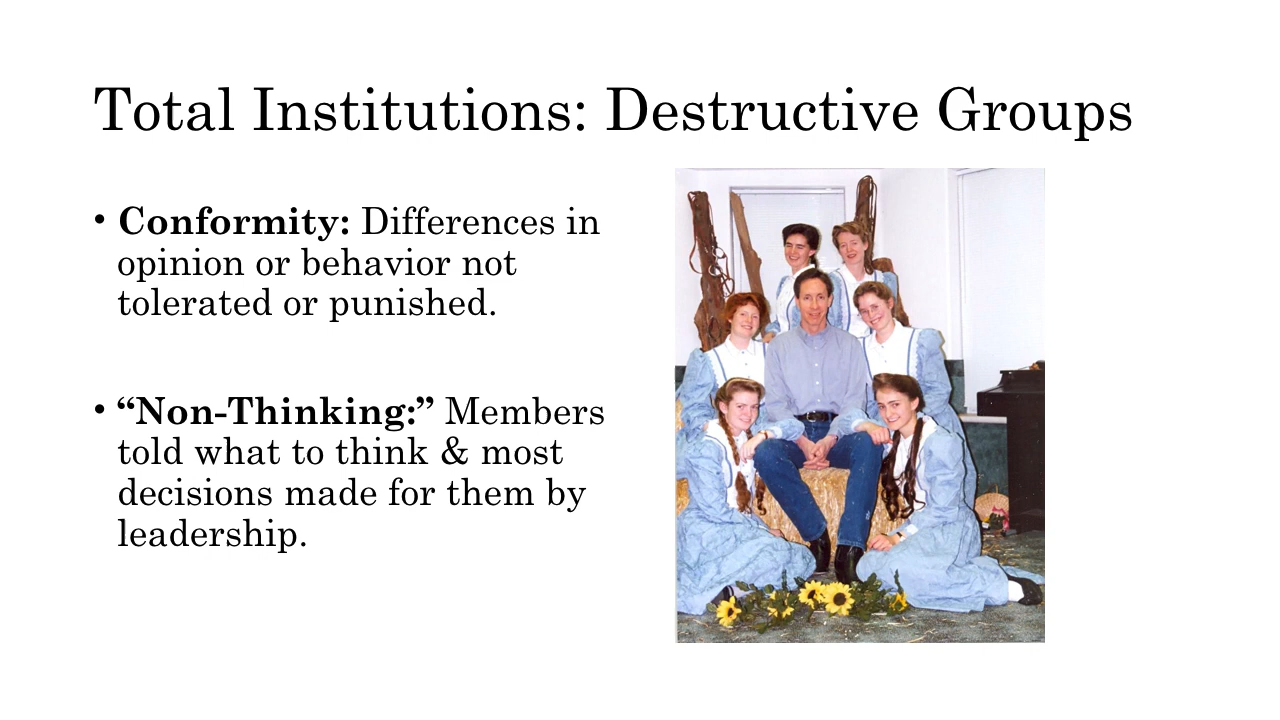 Total Institutions: Destructive Groups
• Conformity: Differences in
opinion or behavior not
tolerated or punished.
• “Non-Thinking:” Members
told what to think & most
decisions made for them by
leadership.